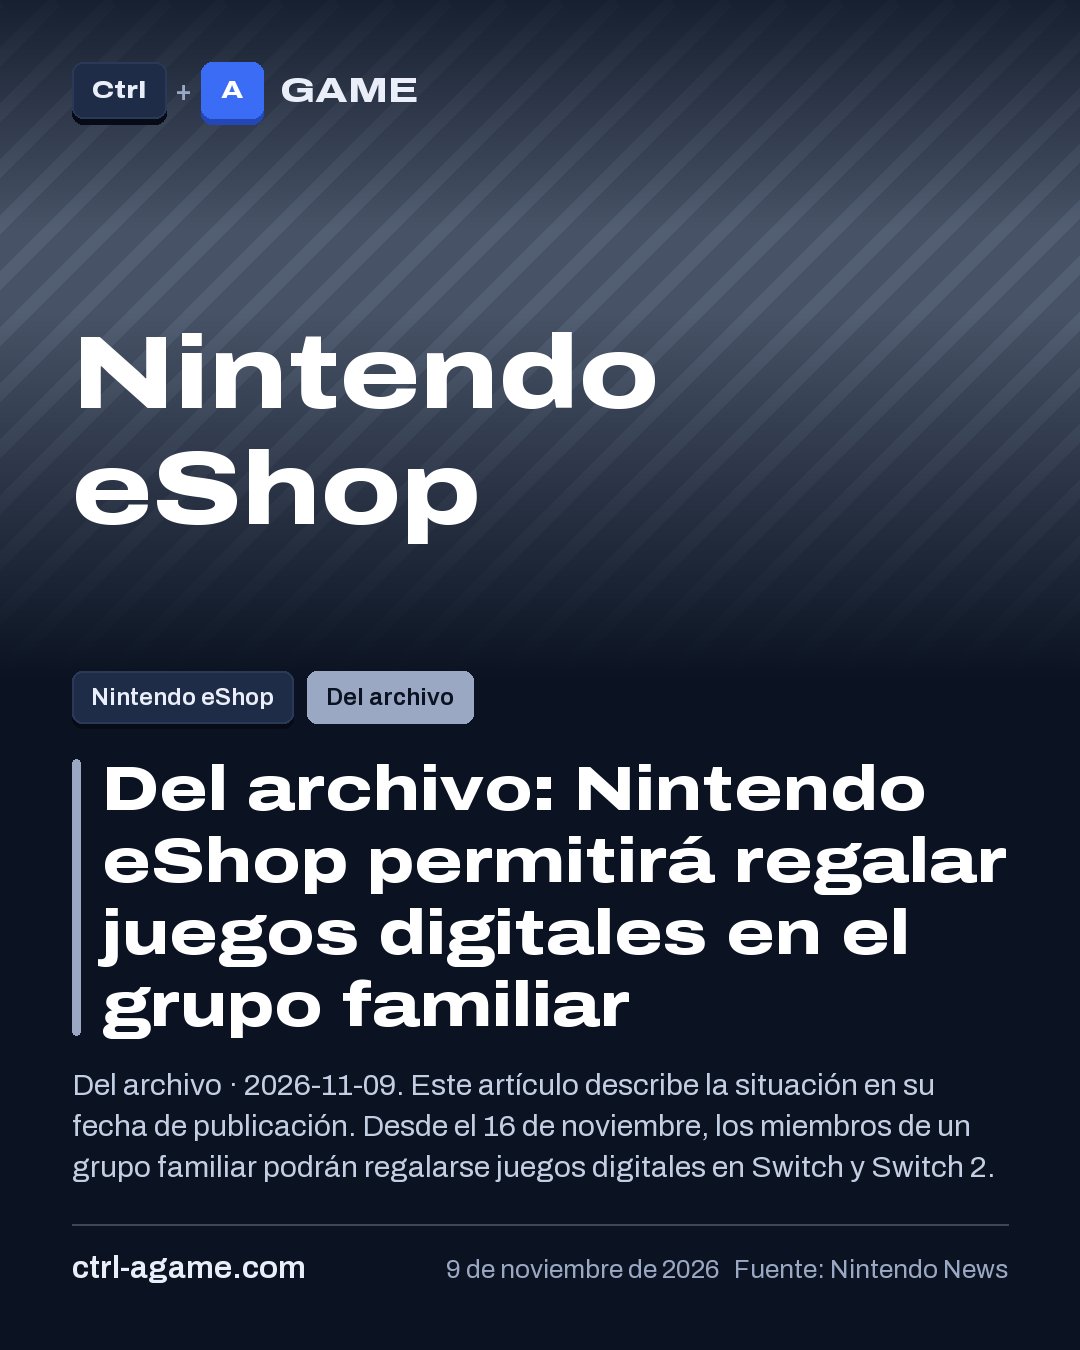 Ctrl + A GAME
Nintendo
eShop
Nintendo eShop Del archivo
Del archivo: Nintendo
eShop permitirá regalar
juegos digitales en el
grupo familiar
Del archivo · 2026-11-09. Este artículo describe la situación en su
fecha de publicación. Desde el 16 de noviembre, los miembros de un
grupo familiar podrán regalarse juegos digitales en Switch y Switch 2.
ctrl-agame.com 9 de noviembre de 2026 Fuente: Nintendo News